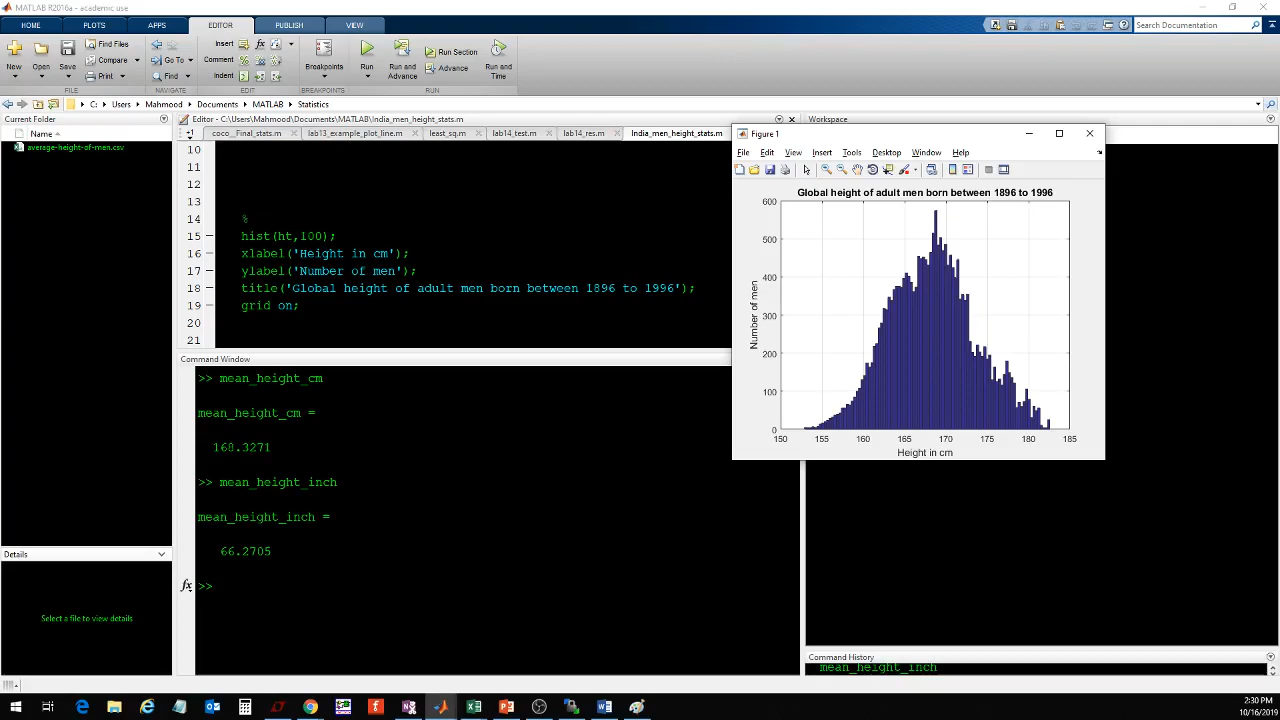 MATLAB R2016a - academic use
HOME PLOTS APPS EDITOR PUBLISH VIEW
Search Documentation
New Open Save
Find Files
Compare
Print
Go To
Find
Insert
Comment
Indent
Breakpoints
Run
Run and Advance
Run Section
Advance
Run and Time
FILE NAVIGATE EDIT BREAKPOINTS RUN
C: Users Mahmood Documents MATLAB Statistics
Current Folder
Name
average-height-of-men.csv
Details
Select a file to view details
Editor - C:\Users\Mahmood\Documents\MATLAB\India_men_height_stats.m
+1 coco__Final_stats.m lab13_example_plot_line.m least_sq.m lab14_test.m lab14_res.m India_men_height_stats.m
10
11
12
13
14 %
15 hist(ht,100);
16 xlabel('Height in cm');
17 ylabel('Number of men');
18 title('Global height of adult men born between 1896 to 1996');
19 grid on;
20
21
Command Window
>> mean_height_cm
mean_height_cm =
168.3271
>> mean_height_inch
mean_height_inch =
66.2705
fx >>
Workspace
Figure 1
File Edit View Insert Tools Desktop Window Help
Global height of adult men born between 1896 to 1996
600
500
400
300
200
100
0
Number of men
150 155 160 165 170 175 180 185
Height in cm
Command History
mean_height_inch
2:30 PM
10/16/2019